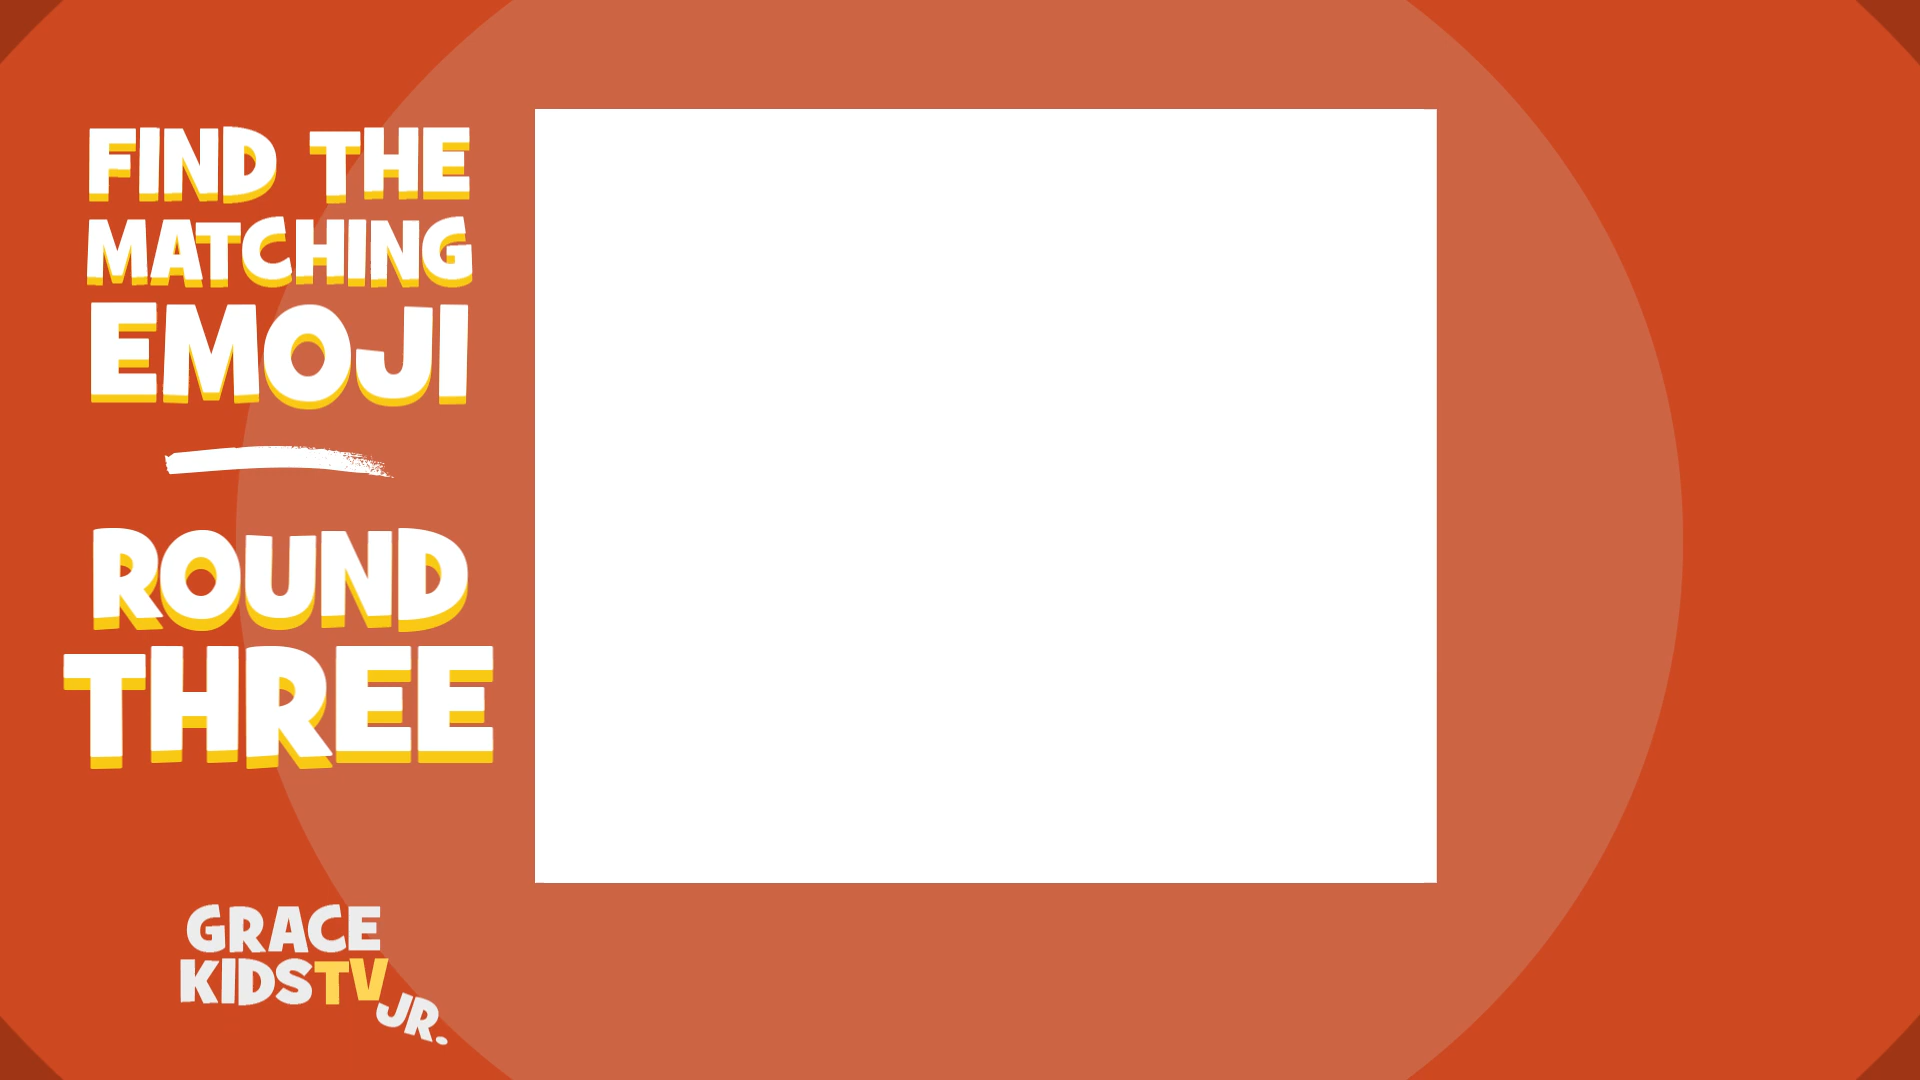 FIND THE
MATCHING
EMOJI
ROUND
THREE
GRACE
KIDSTV
JR.